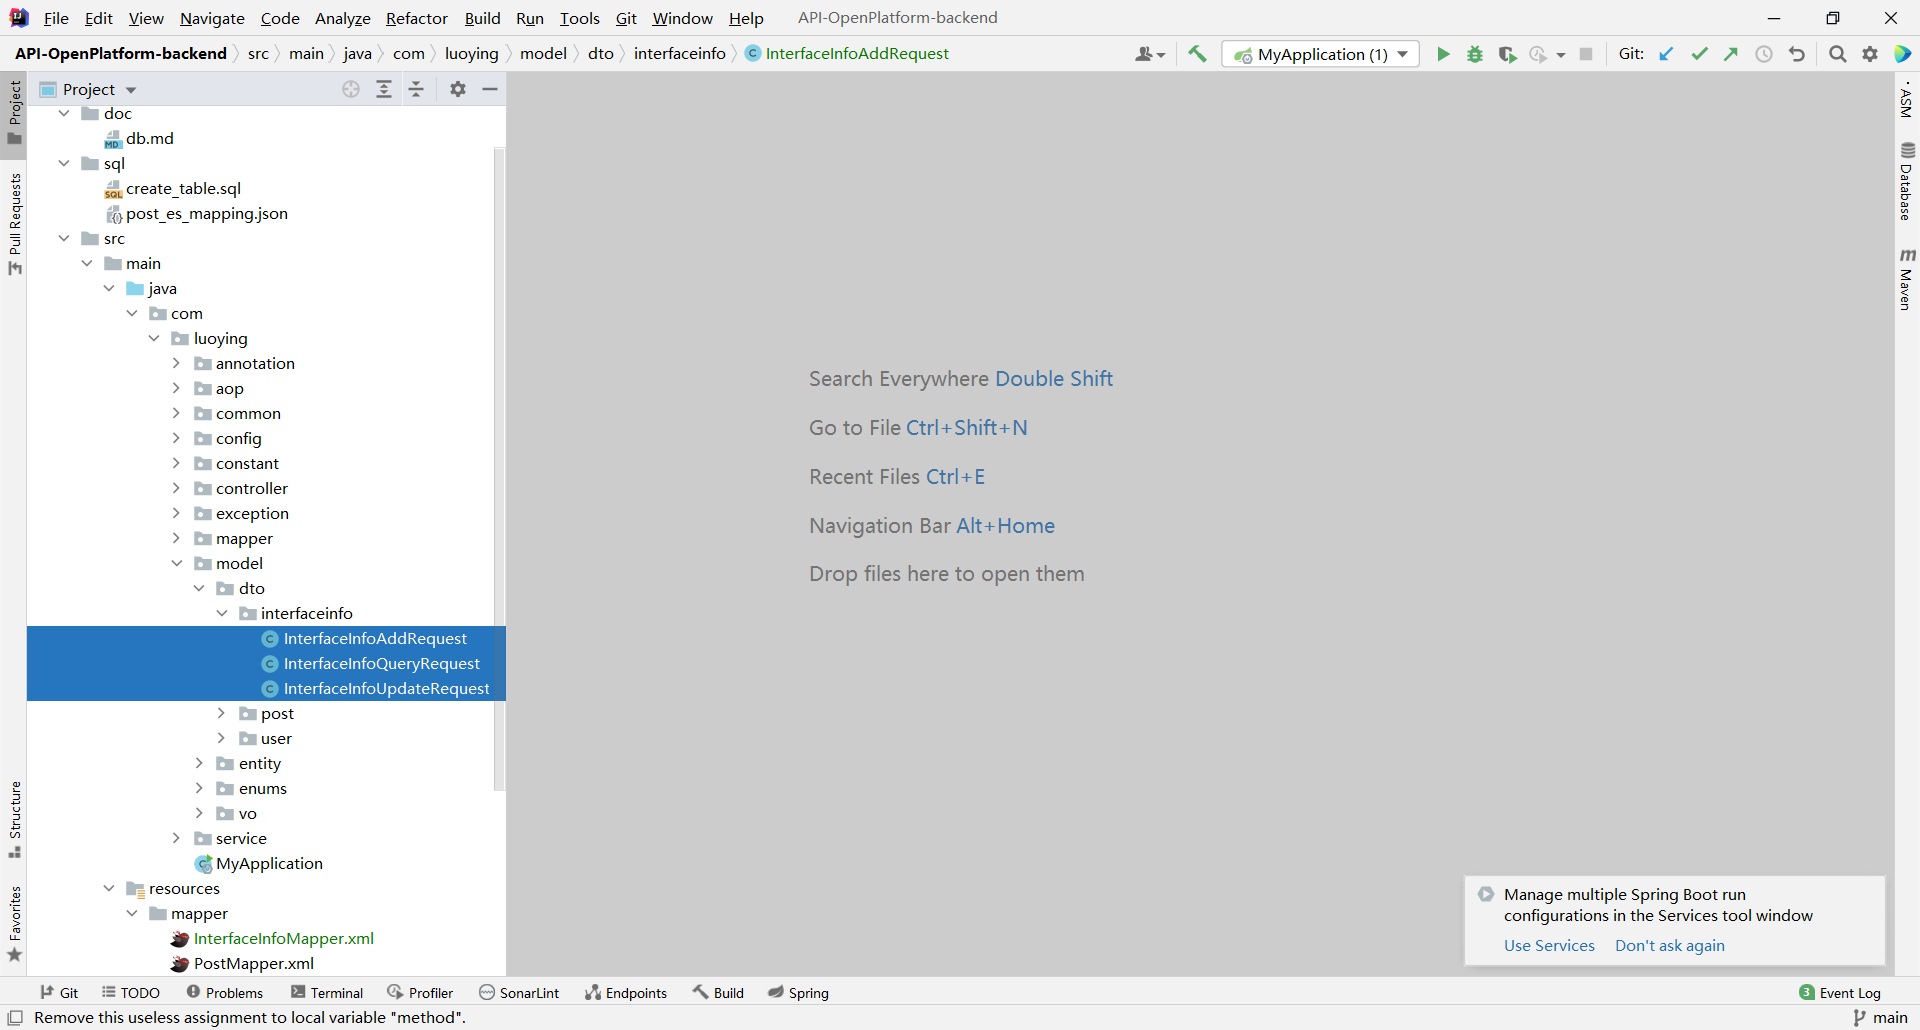 File Edit View Navigate Code Analyze Refactor Build Run Tools Git Window Help API-OpenPlatform-backend
API-OpenPlatform-backend src main java com luoying model dto interfaceinfo InterfaceInfoAddRequest MyApplication (1) Git:
Project
Project
Pull Requests
Structure
Favorites
doc
db.md
sql
create_table.sql
post_es_mapping.json
src
main
java
com
luoying
annotation
aop
common
config
constant
controller
exception
mapper
model
dto
interfaceinfo
InterfaceInfoAddRequest
InterfaceInfoQueryRequest
InterfaceInfoUpdateRequest
post
user
entity
enums
vo
service
MyApplication
resources
mapper
InterfaceInfoMapper.xml
PostMapper.xml
Search Everywhere Double Shift
Go to File Ctrl+Shift+N
Recent Files Ctrl+E
Navigation Bar Alt+Home
Drop files here to open them
ASM
Database
Maven
Manage multiple Spring Boot run
configurations in the Services tool window
Use Services Don't ask again
Git TODO Problems Terminal Profiler SonarLint Endpoints Build Spring 3 Event Log
Remove this useless assignment to local variable "method". main